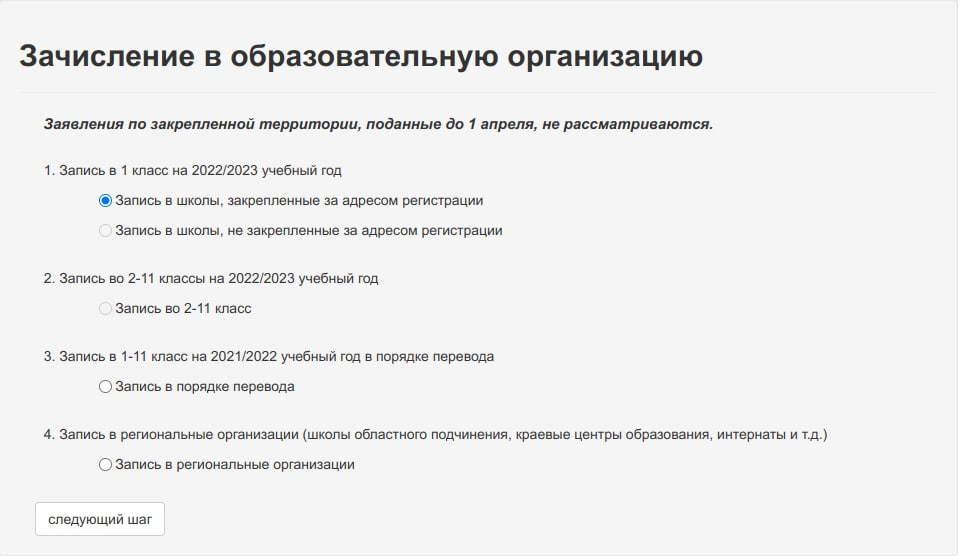 Зачисление в образовательную организацию
Заявления по закрепленной территории, поданные до 1 апреля, не рассматриваются.
1. Запись в 1 класс на 2022/2023 учебный год
Запись в школы, закрепленные за адресом регистрации
Запись в школы, не закрепленные за адресом регистрации
2. Запись во 2-11 классы на 2022/2023 учебный год
Запись во 2-11 класс
3. Запись в 1-11 класс на 2021/2022 учебный год в порядке перевода
Запись в порядке перевода
4. Запись в региональные организации (школы областного подчинения, краевые центры образования, интернаты и т.д.)
Запись в региональные организации
следующий шаг